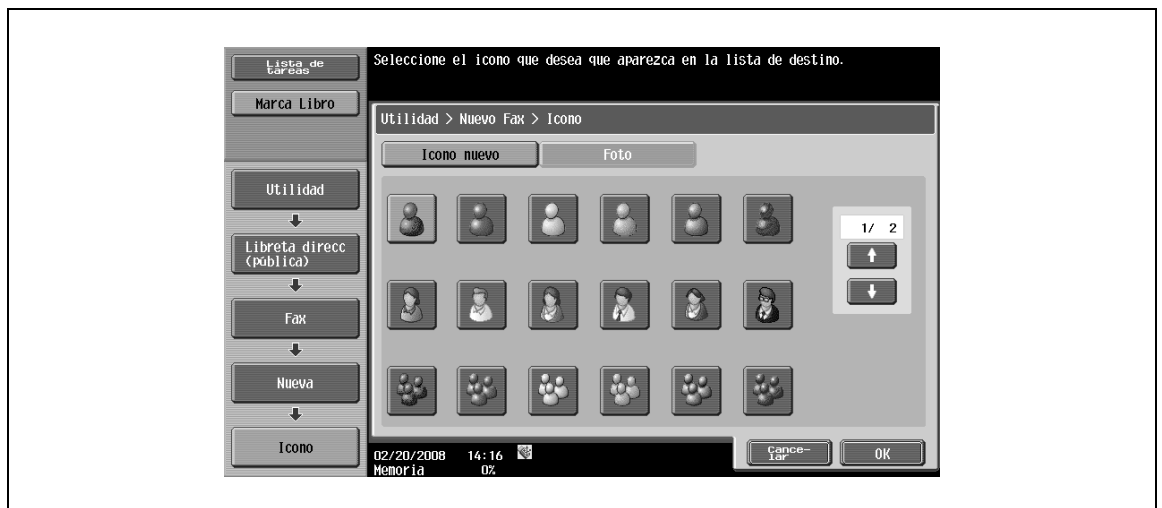 Lista de
tareas
Marca Libro
Utilidad
Libreta direcc
(pública)
Fax
Nueva
Icono
Seleccione el icono que desea que aparezca en la lista de destino.
Utilidad > Nuevo Fax > Icono
Icono nuevo
Foto
1/ 2
02/20/2008 14:16
Memoria 0%
Cance-
lar
OK